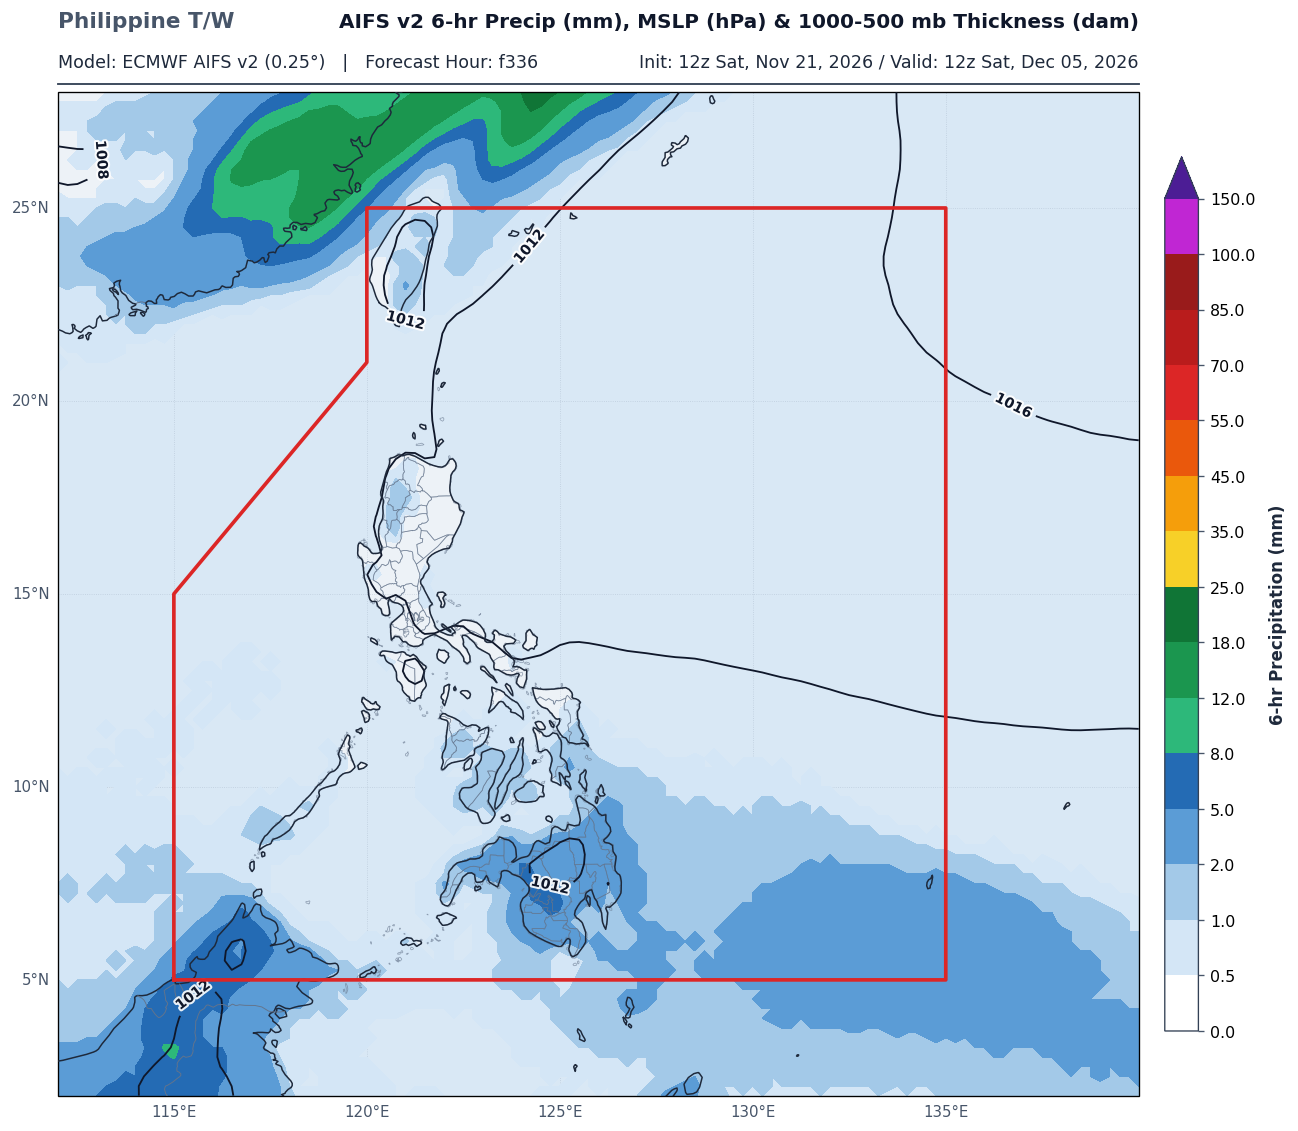 Philippine T/W
AIFS v2 6-hr Precip (mm), MSLP (hPa) & 1000-500 mb Thickness (dam)
Model: ECMWF AIFS v2 (0.25°) | Forecast Hour: f336
Init: 12z Sat, Nov 21, 2026 / Valid: 12z Sat, Dec 05, 2026
1008
25°N
1012
1012
1016
20°N
15°N
10°N
1012
5°N
1012
115°E
120°E
125°E
130°E
135°E
150.0
100.0
85.0
70.0
55.0
45.0
35.0
25.0
18.0
12.0
8.0
5.0
2.0
1.0
0.5
0.0
6-hr Precipitation (mm)